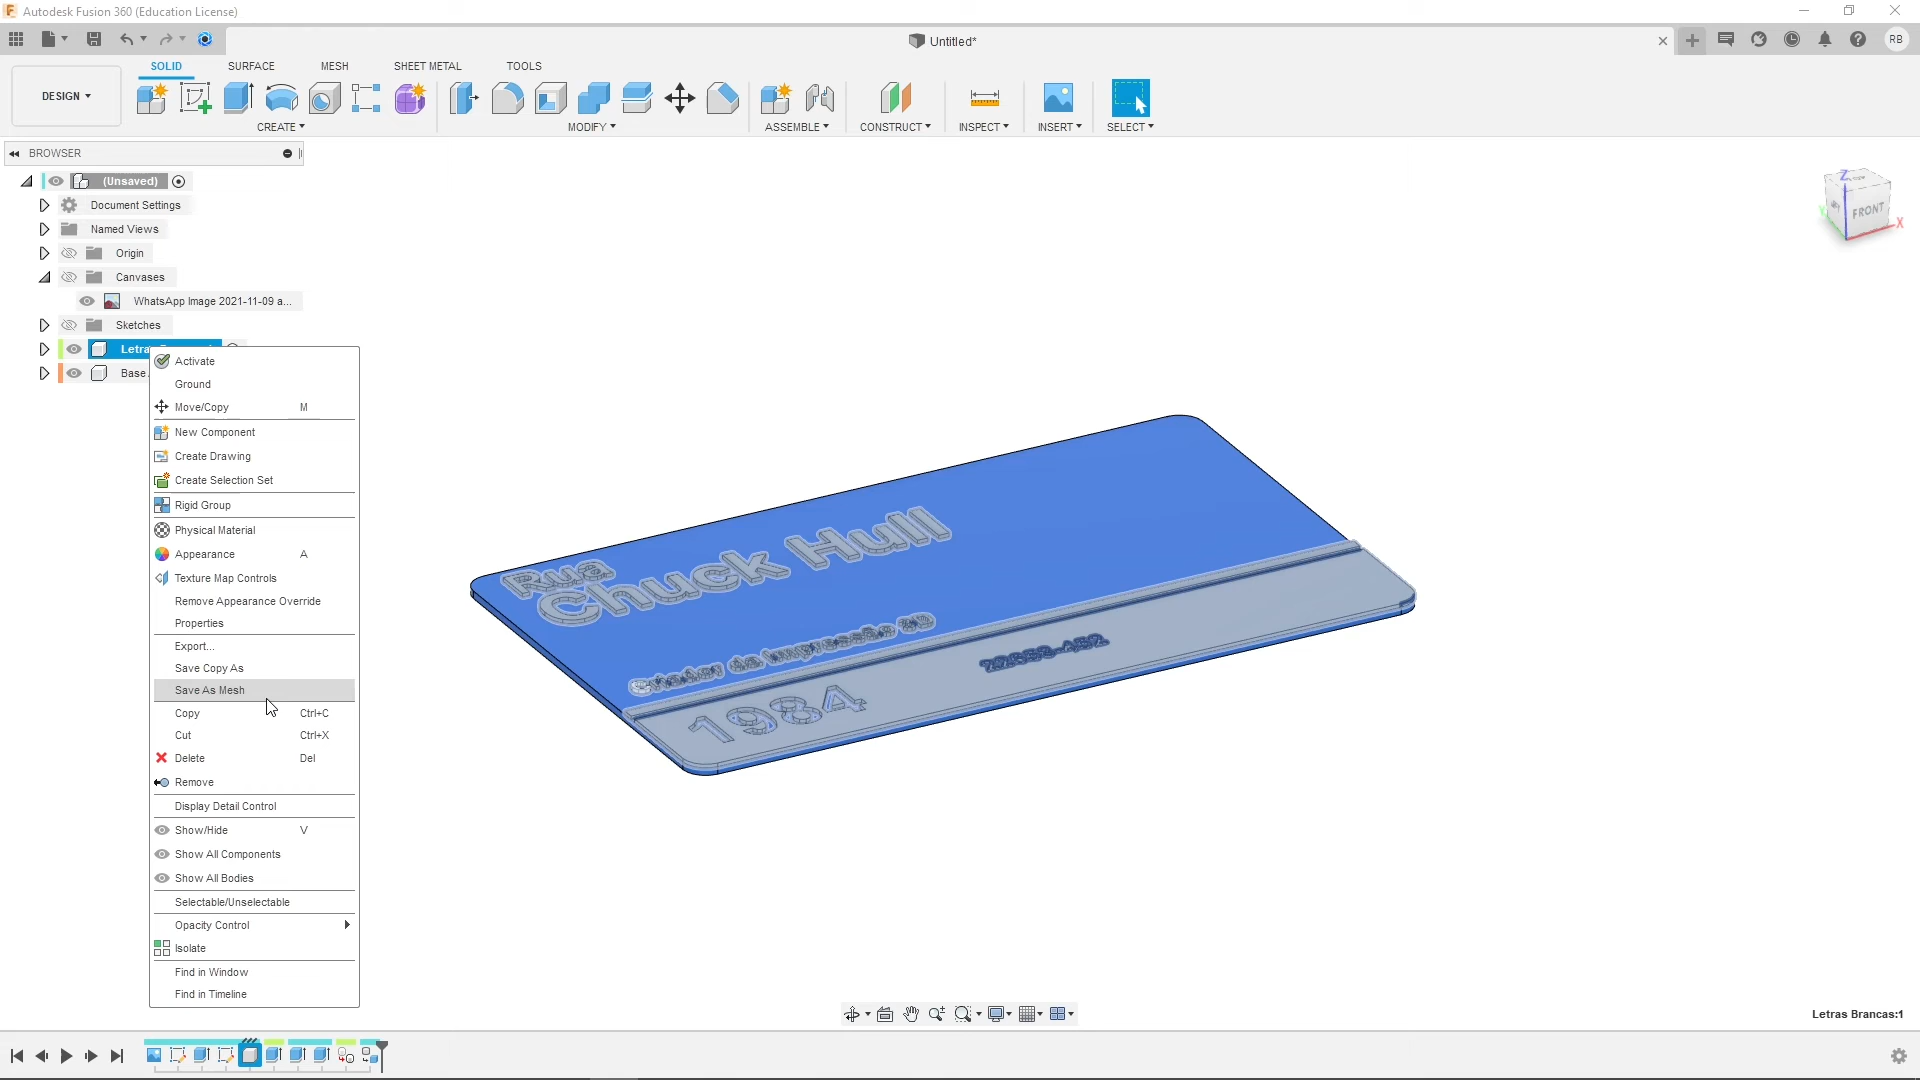 Autodesk Fusion 360 (Education License)
Untitled*
RB
DESIGN
SOLID
SURFACE
MESH
SHEET METAL
TOOLS
CREATE
MODIFY
ASSEMBLE
CONSTRUCT
INSPECT
INSERT
SELECT
BROWSER
(Unsaved)
Document Settings
Named Views
Origin
Canvases
WhatsApp Image 2021-11-09 a...
Sketches
Letra
Base
Activate
Ground
Move/Copy M
New Component
Create Drawing
Create Selection Set
Rigid Group
Physical Material
Appearance A
Texture Map Controls
Remove Appearance Override
Properties
Export...
Save Copy As
Save As Mesh
Copy Ctrl+C
Cut Ctrl+X
Delete Del
Remove
Display Detail Control
Show/Hide V
Show All Components
Show All Bodies
Selectable/Unselectable
Opacity Control
Isolate
Find in Window
Find in Timeline
Rua
Chuck Hull
Criador da Impressão 3D
1984
Z
FRONT
X
Letras Brancas:1